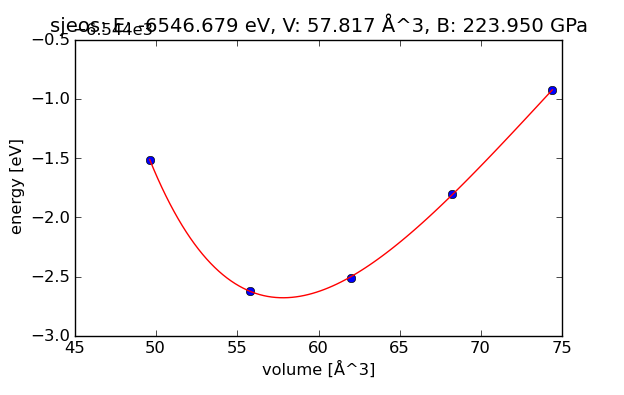 sjeos: E: -6546.679 eV, V: 57.817 Å^3, B: 223.950 GPa
−6.544e3
−0.5
−1.0
−1.5
−2.0
−2.5
−3.0
energy [eV]
45 50 55 60 65 70 75
volume [Å^3]